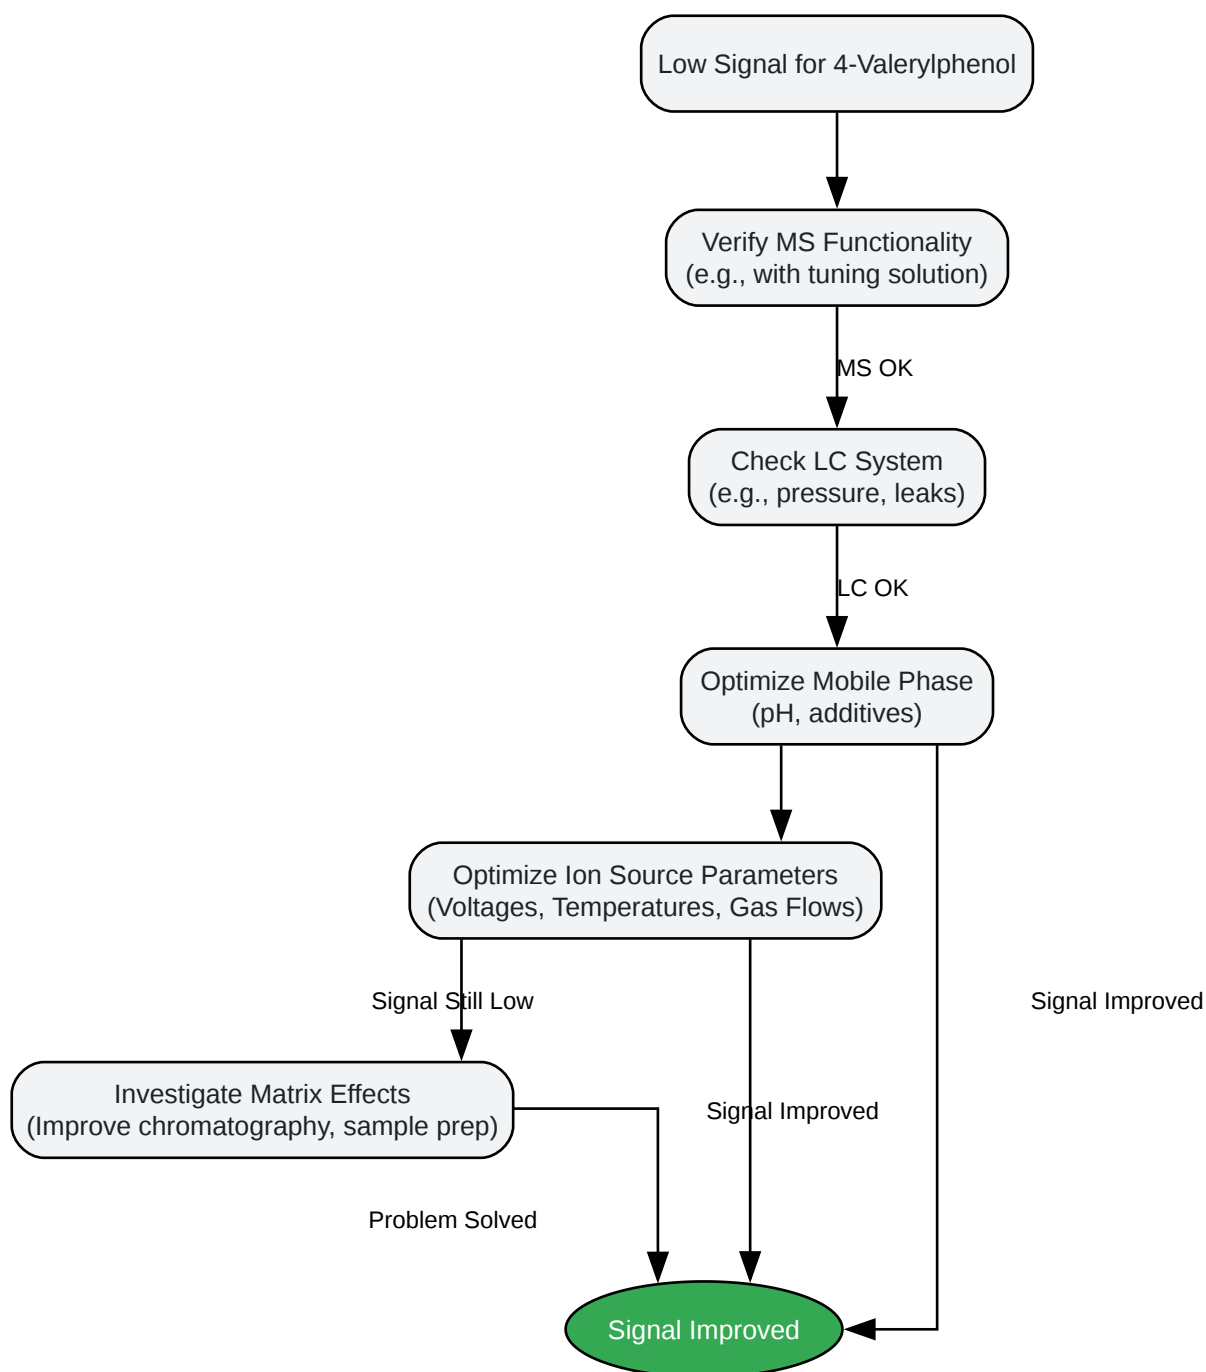 Low Signal for 4-Valerylphenol
Verify MS Functionality
(e.g., with tuning solution)
MS OK
Check LC System
(e.g., pressure, leaks)
LC OK
Optimize Mobile Phase
(pH, additives)
Optimize Ion Source Parameters
(Voltages, Temperatures, Gas Flows)
Signal Still Low
Signal Improved
Investigate Matrix Effects
(Improve chromatography, sample prep)
Signal Improved
Problem Solved
Signal Improved